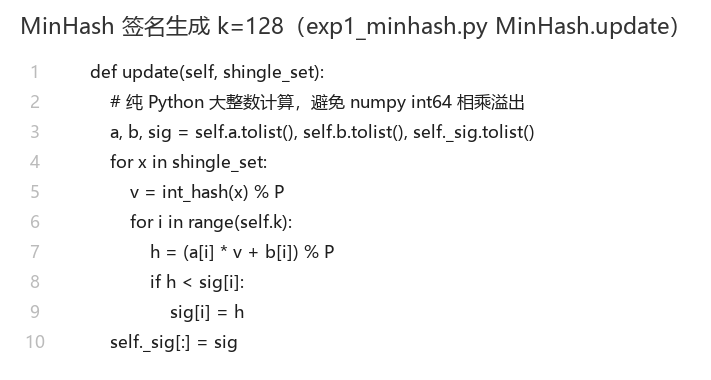 MinHash 签名生成 k=128（exp1_minhash.py MinHash.update）
1 def update(self, shingle_set):
2 # 纯 Python 大整数计算，避免 numpy int64 相乘溢出
3 a, b, sig = self.a.tolist(), self.b.tolist(), self._sig.tolist()
4 for x in shingle_set:
5 v = int_hash(x) % P
6 for i in range(self.k):
7 h = (a[i] * v + b[i]) % P
8 if h < sig[i]:
9 sig[i] = h
10 self._sig[:] = sig